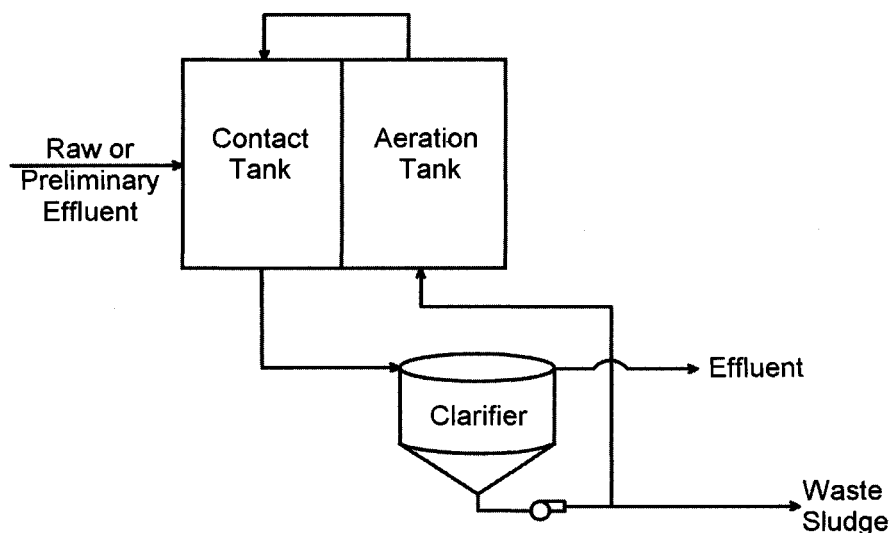 Contact
Tank
Aeration
Tank
Raw or
Preliminary
Effluent
Effluent
Clarifier
Waste
Sludge